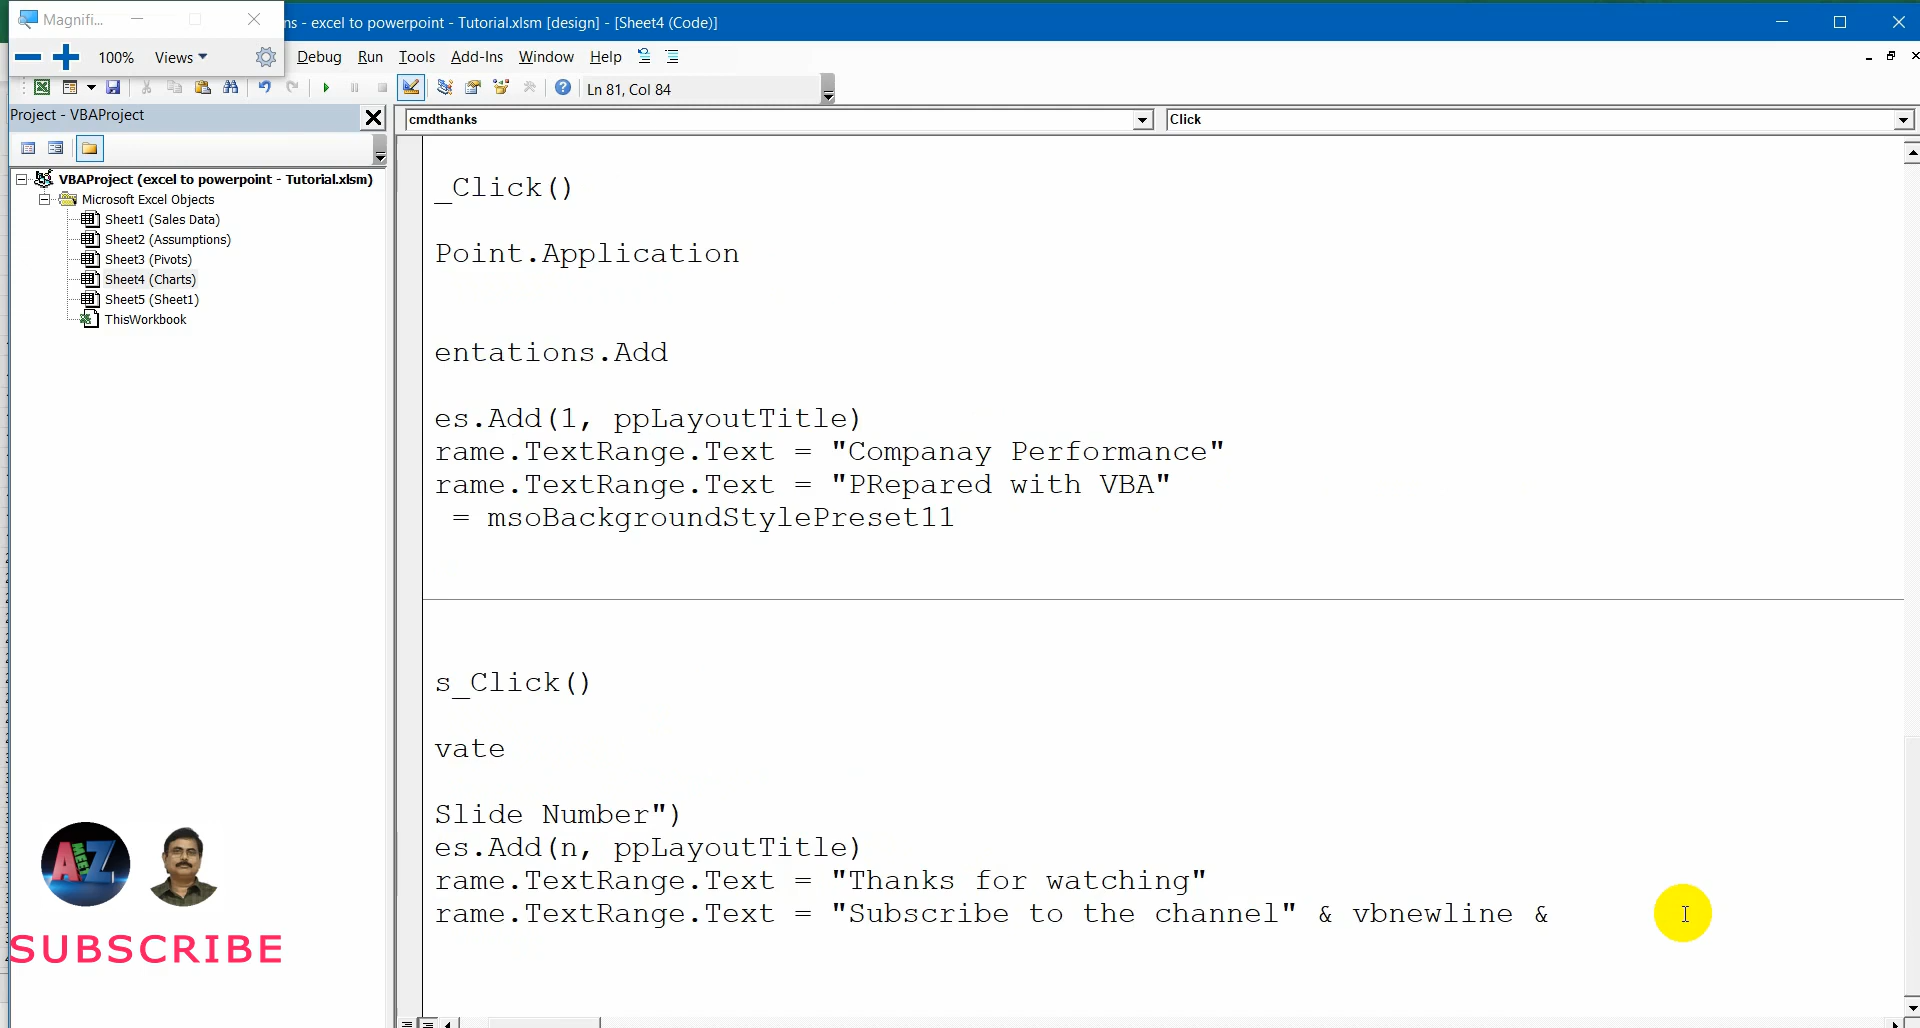 Magnifi...
ns - excel to powerpoint - Tutorial.xlsm [design] - [Sheet4 (Code)]
100% Views
Debug Run Tools Add-Ins Window Help
Ln 81, Col 84
Project - VBAProject
cmdthanks
Click
VBAProject (excel to powerpoint - Tutorial.xlsm)
Microsoft Excel Objects
Sheet1 (Sales Data)
Sheet2 (Assumptions)
Sheet3 (Pivots)
Sheet4 (Charts)
Sheet5 (Sheet1)
ThisWorkbook
_Click()
Point.Application
entations.Add
es.Add(1, ppLayoutTitle)
rame.TextRange.Text = "Companay Performance"
rame.TextRange.Text = "PRepared with VBA"
= msoBackgroundStylePreset11
s_Click()
vate
Slide Number")
es.Add(n, ppLayoutTitle)
rame.TextRange.Text = "Thanks for watching"
rame.TextRange.Text = "Subscribe to the channel" & vbnewline &
A MEET Z
SUBSCRIBE